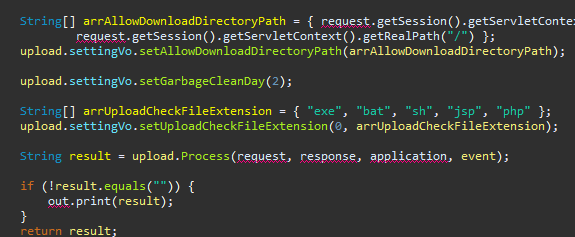 String[] arrAllowDownloadDirectoryPath = { request.getSession().getServletConte
request.getSession().getServletContext().getRealPath("/") };
upload.settingVo.setAllowDownloadDirectoryPath(arrAllowDownloadDirectoryPath);
upload.settingVo.setGarbageCleanDay(2);
String[] arrUploadCheckFileExtension = { "exe", "bat", "sh", "jsp", "php" };
upload.settingVo.setUploadCheckFileExtension(0, arrUploadCheckFileExtension);
String result = upload.Process(request, response, application, event);
if (!result.equals("")) {
out.print(result);
}
return result;